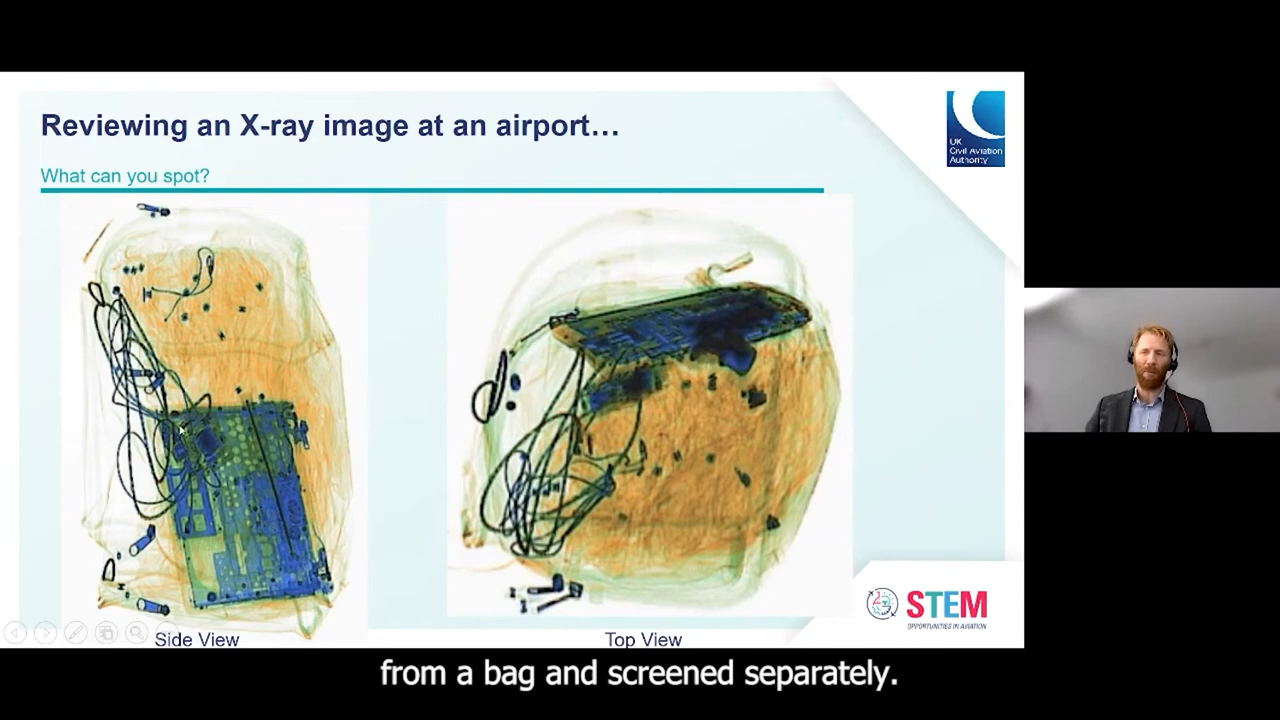 Reviewing an X-ray image at an airport…
What can you spot?
UK
Civil Aviation
Authority
Side View
Top View
STEM
OPPORTUNITIES IN AVIATION
from a bag and screened separately.